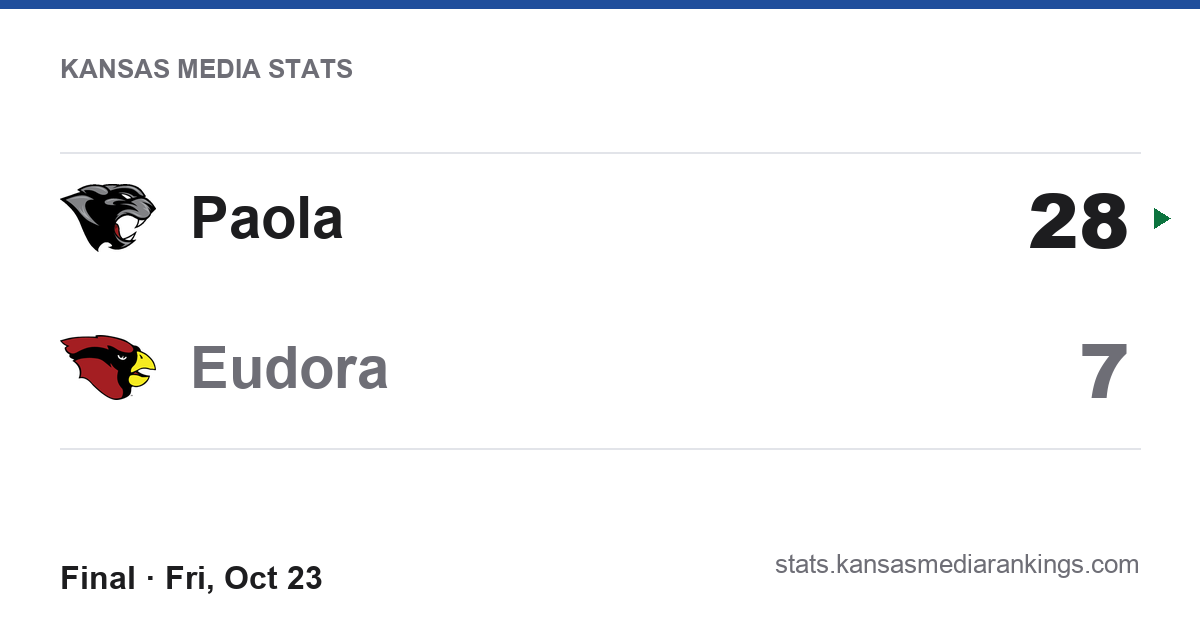 KANSAS MEDIA STATS
Paola 28
Eudora 7
Final · Fri, Oct 23
stats.kansasmediarankings.com